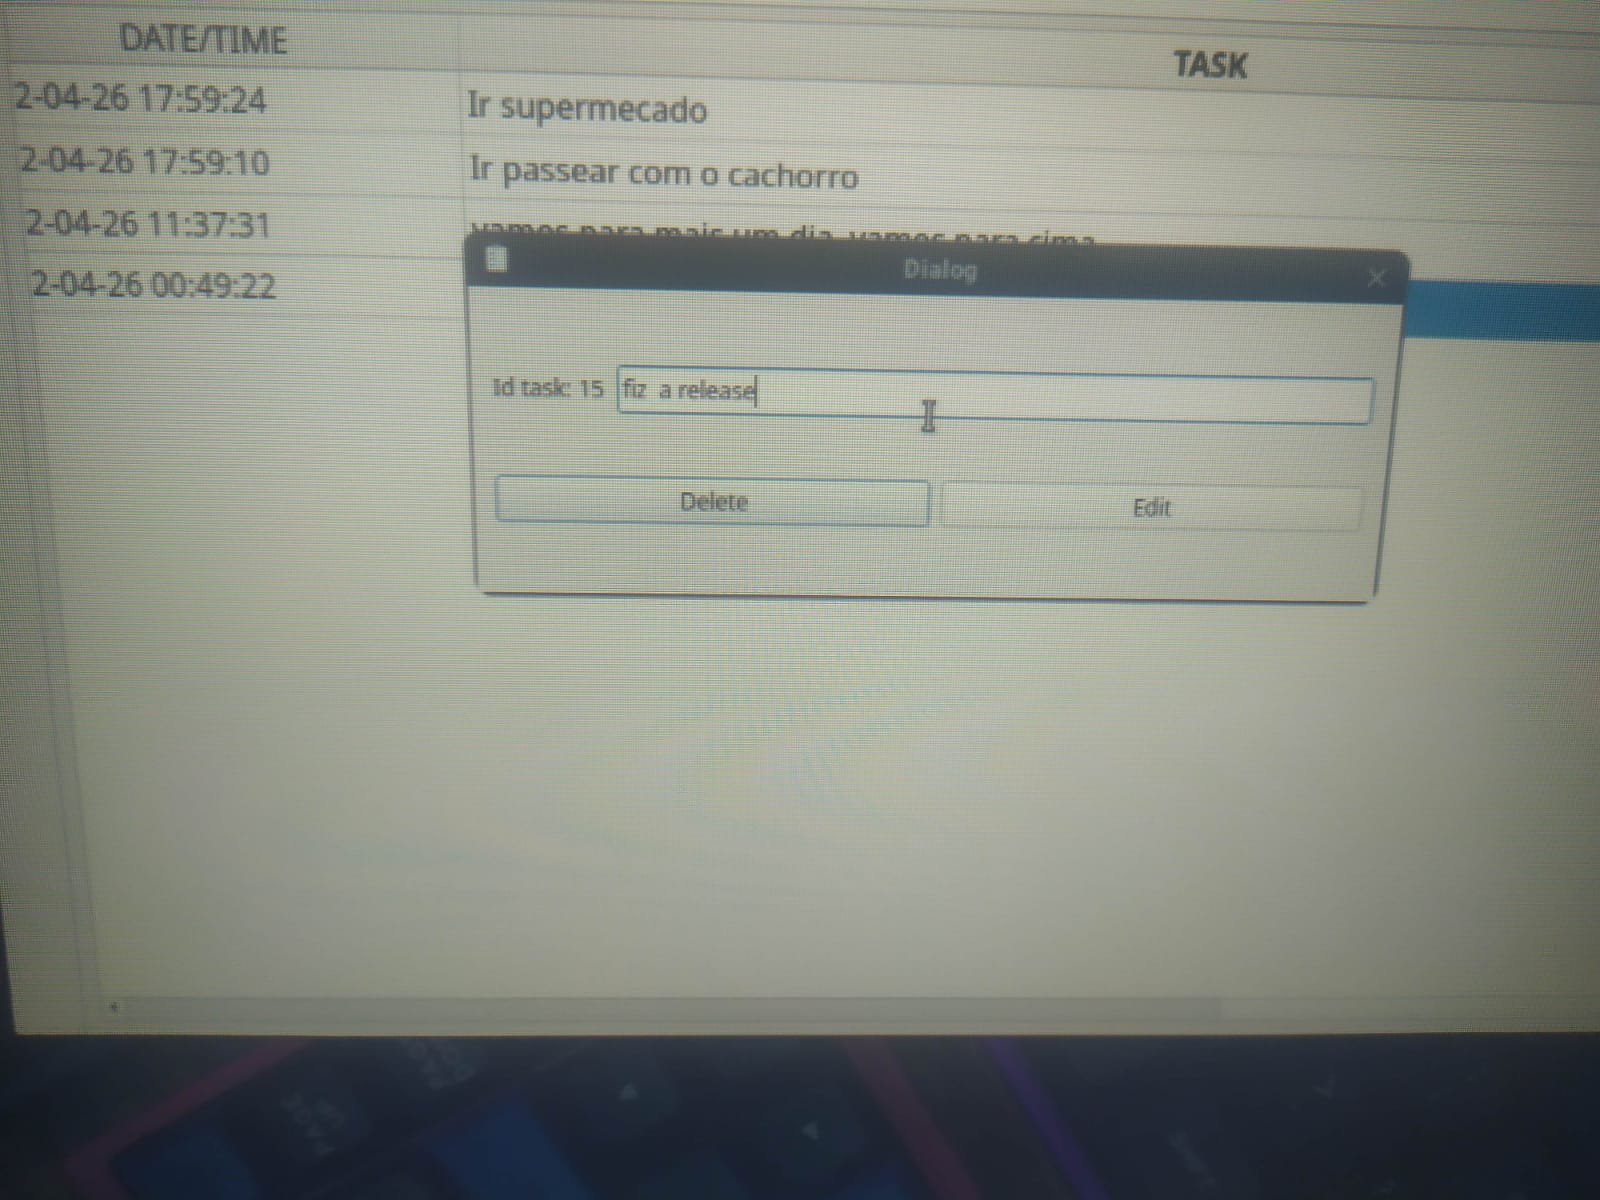 DATE/TIME TASK
2-04-26 17:59:24 Ir supermecado
2-04-26 17:59:10 Ir passear com o cachorro
2-04-26 11:37:31 vamos para mais um dia, vamos para cima
2-04-26 00:49:22
Dialog
Id task: 15 fiz  a release
Delete Edit